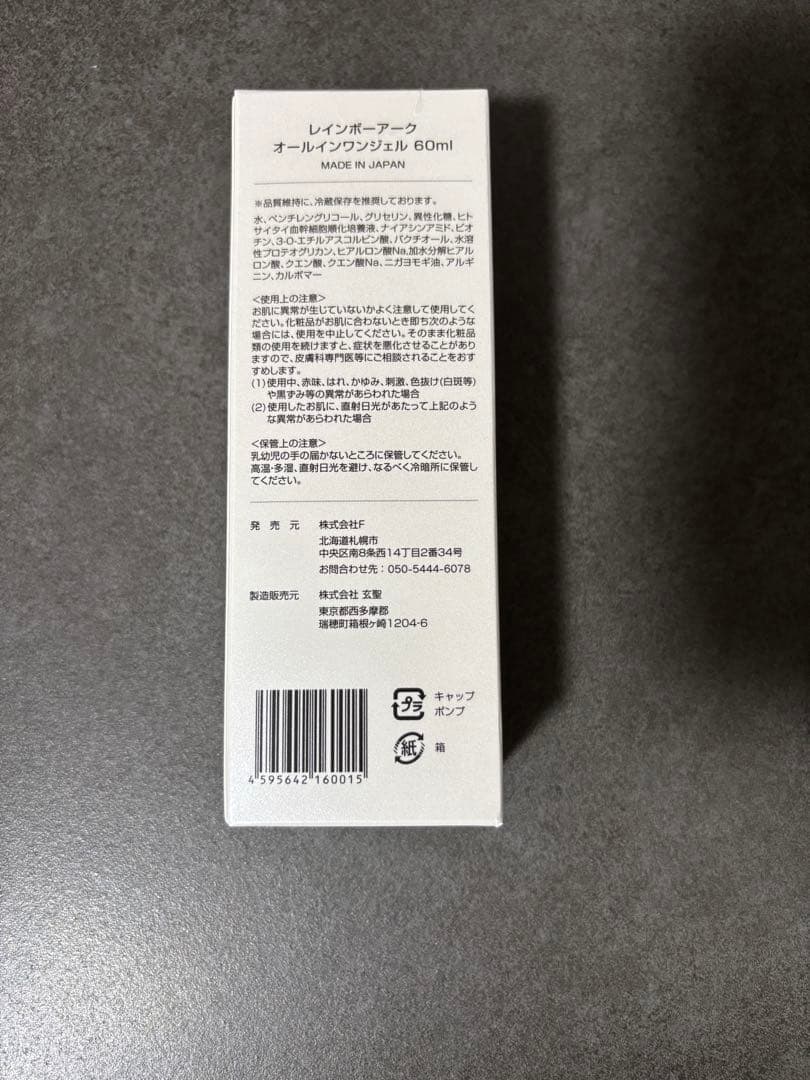 レインボーアーク
オールインワンジェル 60ml
MADE IN JAPAN
※品質維持に、冷蔵保存を推奨しております。
水、ペンチレングリコール、グリセリン、異性化糖、ヒト
サイタイ血幹細胞順化培養液、ナイアシンアミド、ビオ
チン、3-O-エチルアスコルビン酸、バクチオール、水溶
性プロテオグリカン、ヒアルロン酸Na,加水分解ヒアル
ロン酸、クエン酸、クエン酸Na、ニガヨモギ油、アルギ
ニン、カルボマー
<使用上の注意>
お肌に異常が生じていないかよく注意して使用してく
ださい。化粧品がお肌に合わないとき即ち次のような
場合には、使用を中止してください。そのまま化粧品
類の使用を続けますと、症状を悪化させることがあり
ますので、皮膚科専門医等にご相談されることをおす
すめします。
(1)使用中、赤味、はれ、かゆみ、刺激、色抜け(白斑等)
や黒ずみ等の異常があらわれた場合
(2)使用したお肌に、直射日光があたって上記のよう
な異常があらわれた場合
<保管上の注意>
乳幼児の手の届かないところに保管してください。
高温・多湿、直射日光を避け、なるべく冷暗所に保管し
てください。
発売元 株式会社F
北海道札幌市
中央区南8条西14丁目2番34号
お問合わせ先：050-5444-6078
製造販売元 株式会社 玄聖
東京都西多摩郡
瑞穂町箱根ヶ崎1204-6
プラ キャップ
ポンプ
紙 箱
4 595642 160015